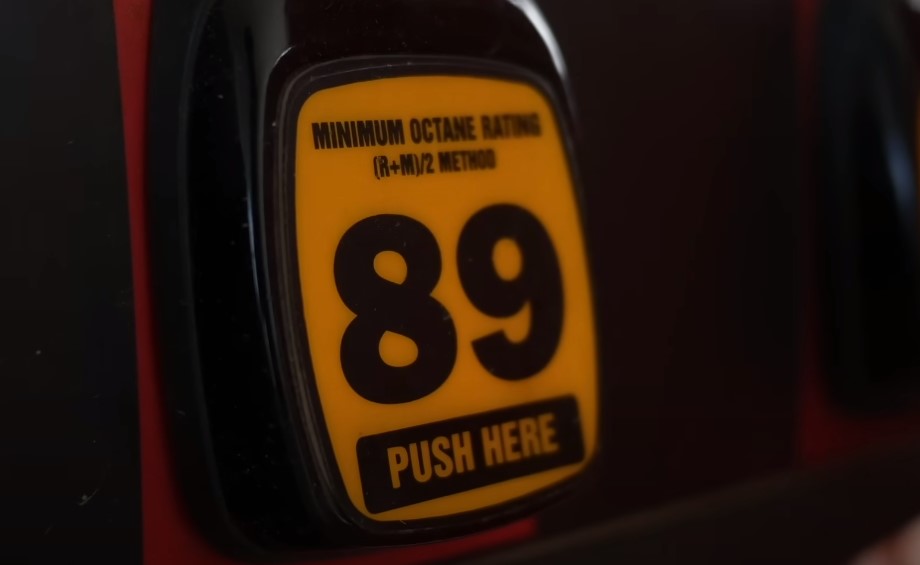 MINIMUM OCTANE RATING
(R+M)/2 METHOD
89
PUSH HERE